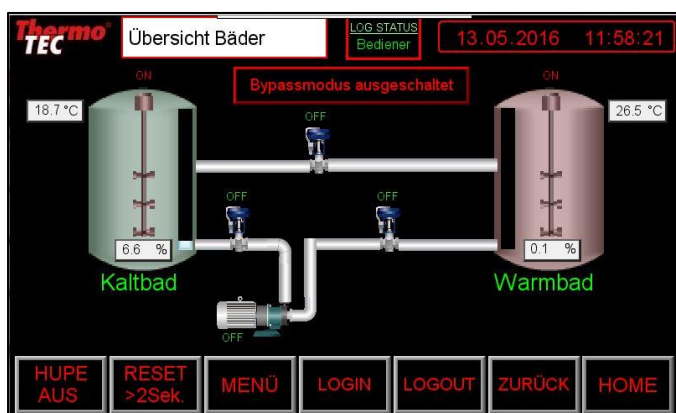 Thermo
TEC
Übersicht Bäder
LOG STATUS
Bediener
13.05.2016 11:58:21
Bypassmodus ausgeschaltet
ON
ON
18.7 °C
26.5 °C
OFF
OFF
OFF
6.6 %
0.1 %
Kaltbad
Warmbad
OFF
HUPE
AUS
RESET
>2Sek.
MENÜ
LOGIN
LOGOUT
ZURÜCK
HOME